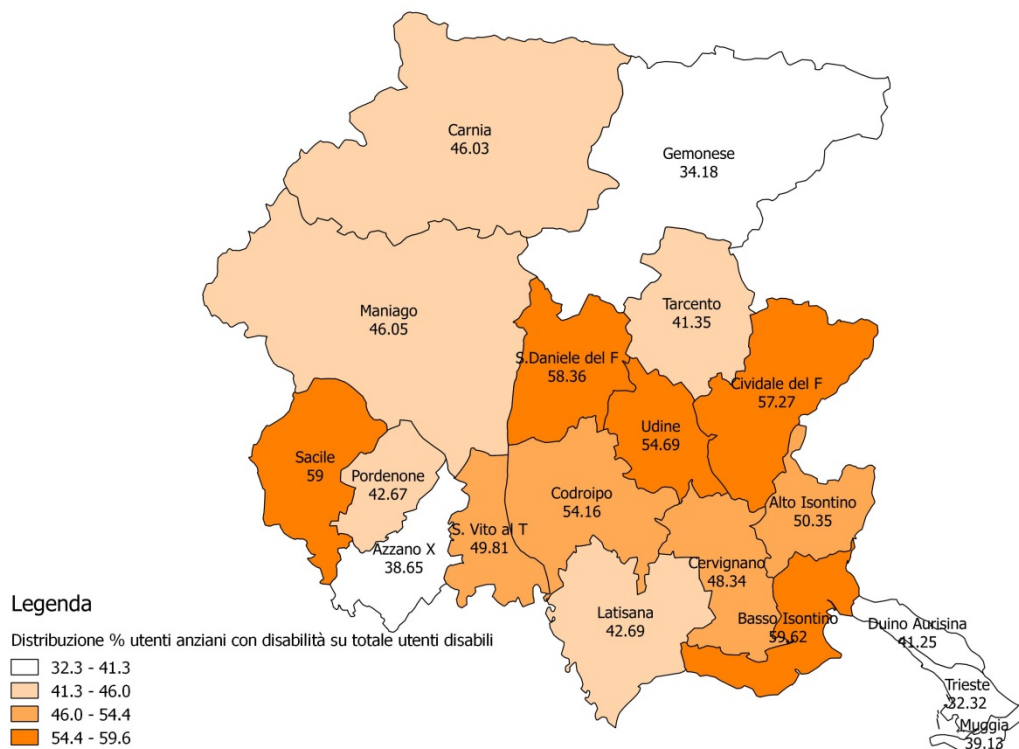 Carnia
46.03
Gemonese
34.18
Maniago
46.05
Tarcento
41.35
S.Daniele del F
58.36
Cividale del F
57.27
Udine
54.69
Sacile
59
Pordenone
42.67
Codroipo
54.16
Alto Isontino
50.35
S. Vito al T
49.81
Azzano X
38.65
Cervignano
48.34
Latisana
42.69
Basso Isontino
59.62
Duino Aurisina
41.25
Trieste
32.32
Muggia
39.13
Legenda
Distribuzione % utenti anziani con disabilità su totale utenti disabili
32.3 - 41.3
41.3 - 46.0
46.0 - 54.4
54.4 - 59.6